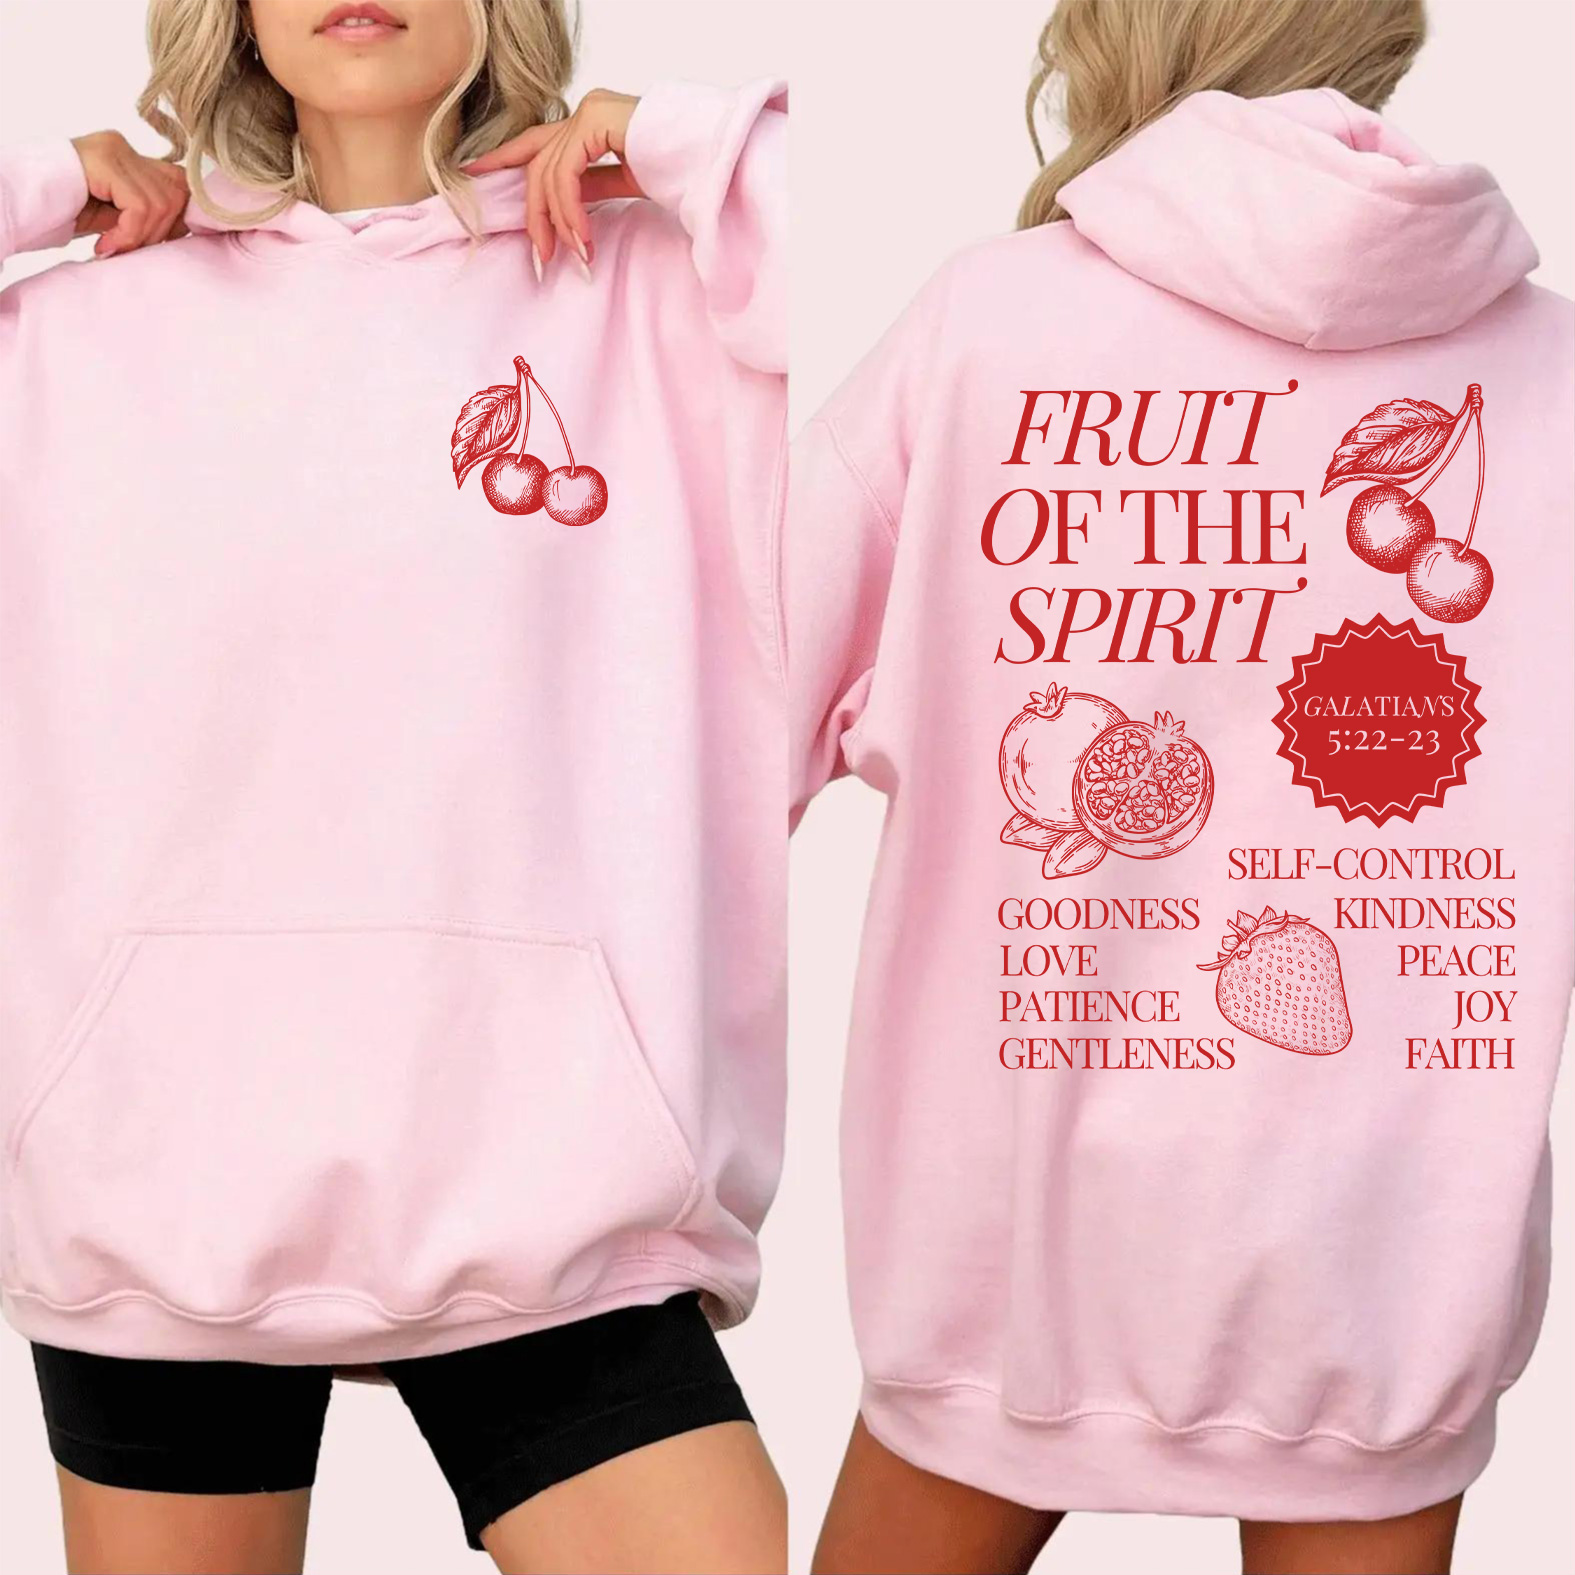 FRUIT
OF THE
SPIRIT
GALATIANS
5:22-23
SELF-CONTROL
GOODNESS
KINDNESS
LOVE
PEACE
PATIENCE
JOY
GENTLENESS
FAITH